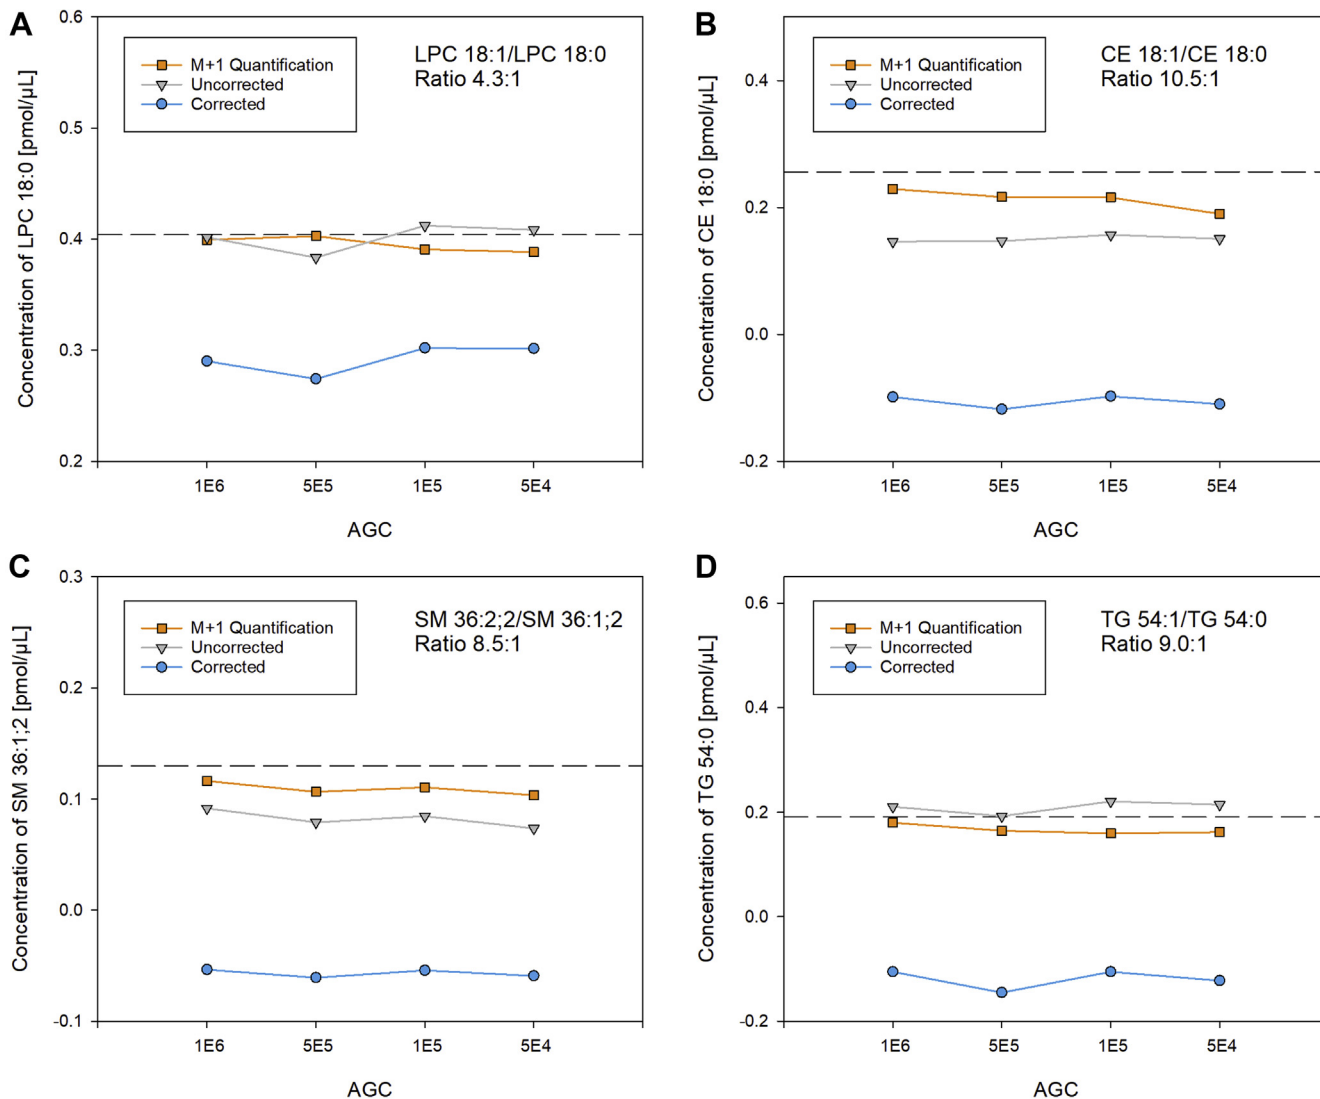 A
Concentration of LPC 18:0 [pmol/µL]
0.6
0.5
0.4
0.3
0.2
M+1 Quantification
Uncorrected
Corrected
LPC 18:1/LPC 18:0
Ratio 4.3:1
1E6 5E5 1E5 5E4
AGC
B
Concentration of CE 18:0 [pmol/µL]
0.4
0.2
0.0
-0.2
M+1 Quantification
Uncorrected
Corrected
CE 18:1/CE 18:0
Ratio 10.5:1
1E6 5E5 1E5 5E4
AGC
C
Concentration of SM 36:1;2 [pmol/µL]
0.3
0.2
0.1
0.0
-0.1
M+1 Quantification
Uncorrected
Corrected
SM 36:2;2/SM 36:1;2
Ratio 8.5:1
1E6 5E5 1E5 5E4
AGC
D
Concentration of TG 54:0 [pmol/µL]
0.6
0.4
0.2
0.0
-0.2
M+1 Quantification
Uncorrected
Corrected
TG 54:1/TG 54:0
Ratio 9.0:1
1E6 5E5 1E5 5E4
AGC